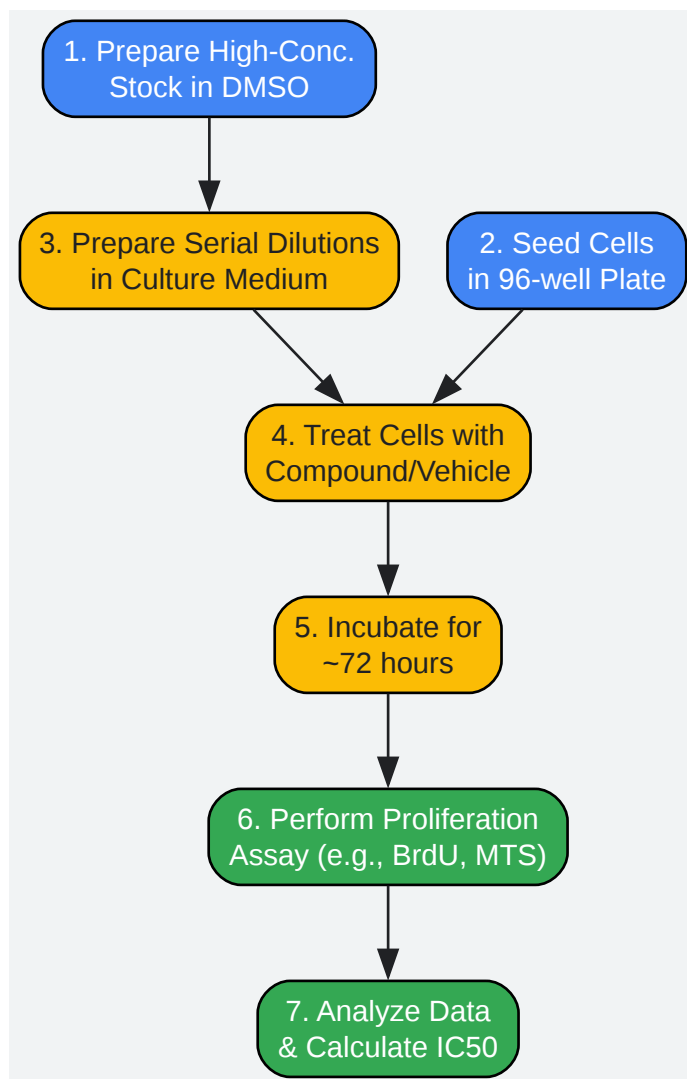 1. Prepare High-Conc.
Stock in DMSO
3. Prepare Serial Dilutions
in Culture Medium
2. Seed Cells
in 96-well Plate
4. Treat Cells with
Compound/Vehicle
5. Incubate for
~72 hours
6. Perform Proliferation
Assay (e.g., BrdU, MTS)
7. Analyze Data
& Calculate IC50